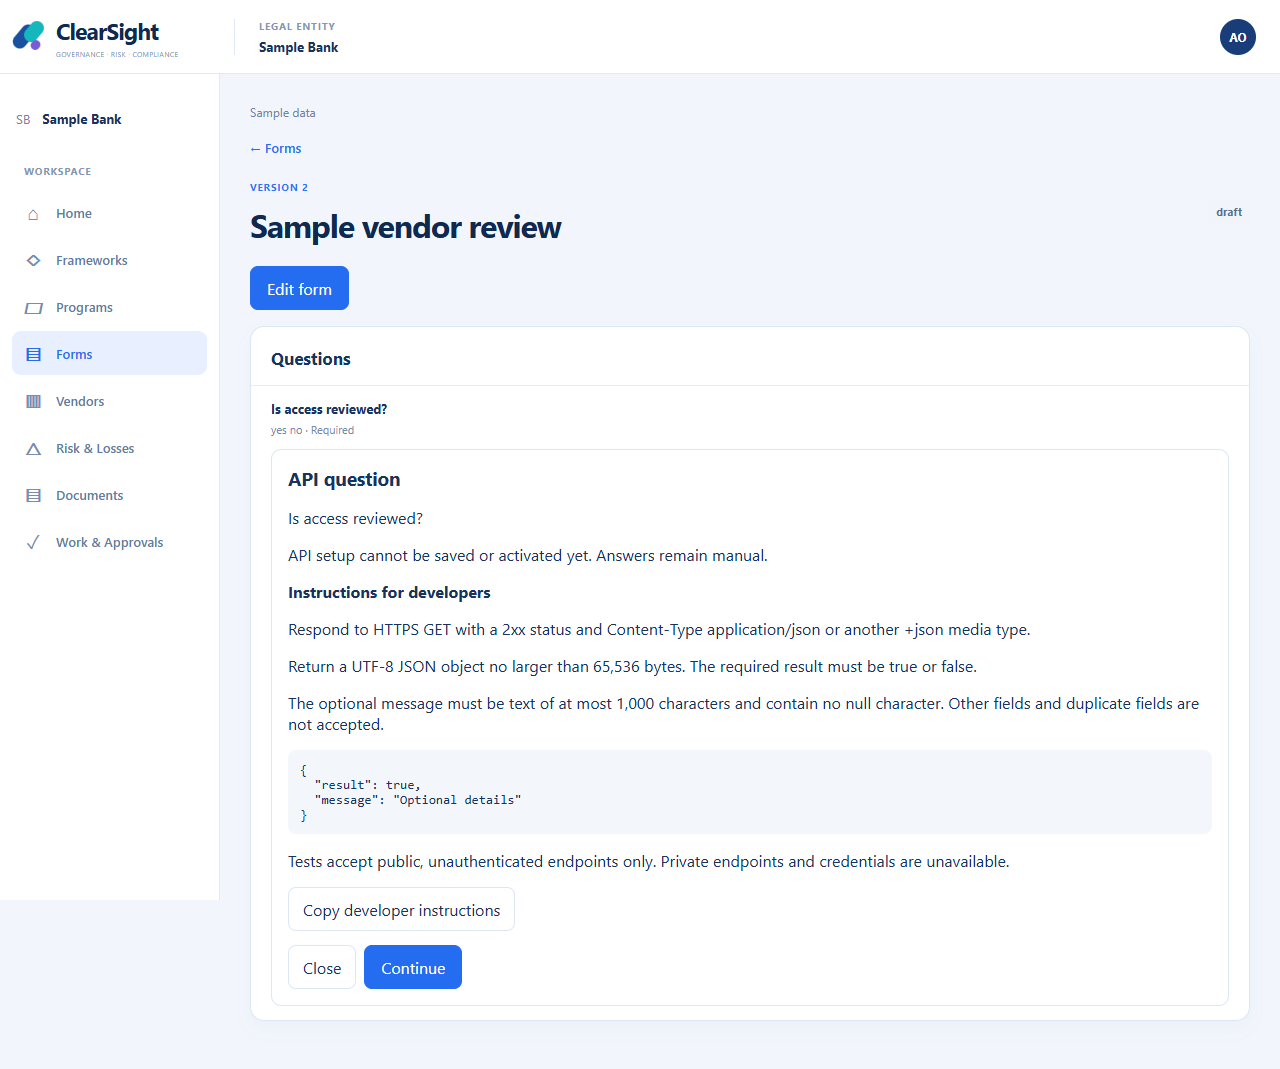 ClearSight
GOVERNANCE · RISK · COMPLIANCE
LEGAL ENTITY
Sample Bank
AO
SB Sample Bank
WORKSPACE
Home
Frameworks
Programs
Forms
Vendors
Risk & Losses
Documents
Work & Approvals
Sample data
← Forms
VERSION 2
Sample vendor review
draft
Edit form
Questions
Is access reviewed?
yes no · Required
API question
Is access reviewed?
API setup cannot be saved or activated yet. Answers remain manual.
Instructions for developers
Respond to HTTPS GET with a 2xx status and Content-Type application/json or another +json media type.
Return a UTF-8 JSON object no larger than 65,536 bytes. The required result must be true or false.
The optional message must be text of at most 1,000 characters and contain no null character. Other fields and duplicate fields are
not accepted.
{
  "result": true,
  "message": "Optional details"
}
Tests accept public, unauthenticated endpoints only. Private endpoints and credentials are unavailable.
Copy developer instructions
Close
Continue